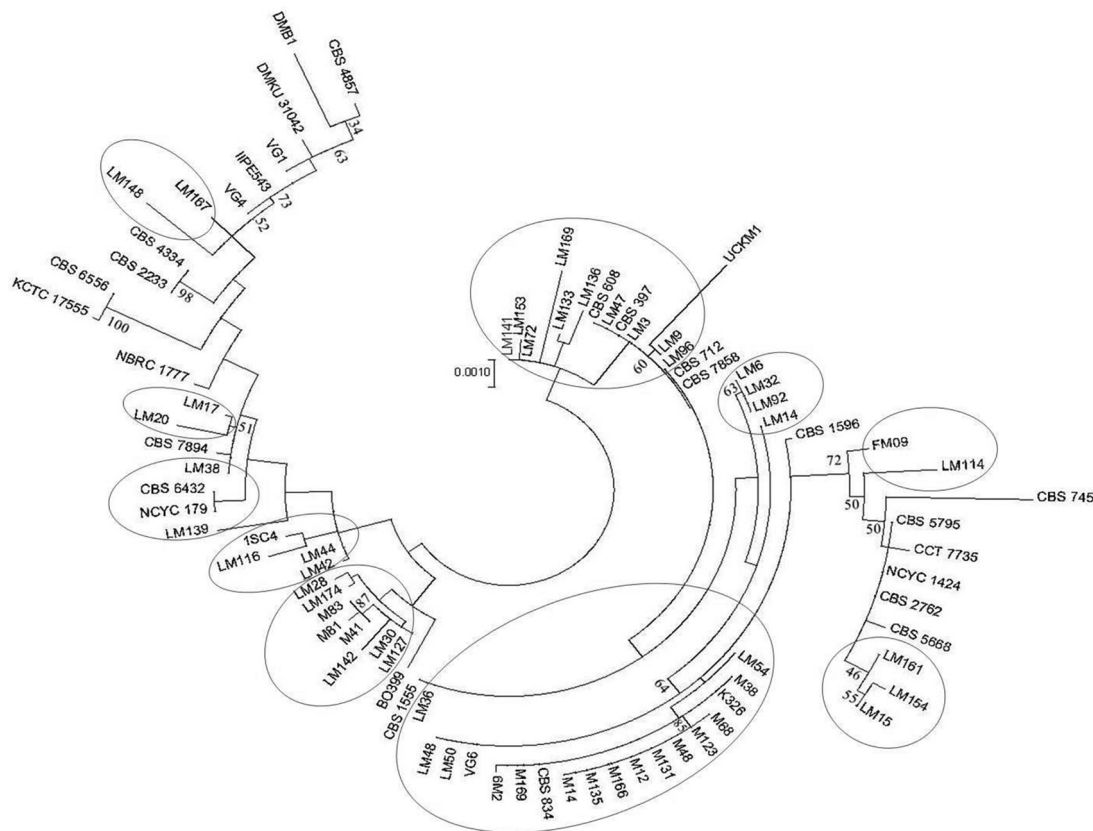 DMB1
CBS 4857
DMKU 31042
34
VG1
63
IIPE543
73
VG4
52
LM148
LM167
CBS 4334
CBS 2233
98
CBS 6556
KCTC 17555
100
NBRC 1777
LM17
LM20
51
CBS 7894
LM38
CBS 6432
NCYC 179
LM139
1SC4
LM116
LM44
LM42
LM28
LM174
M83
87
M81
M41
LM142
LM30
LM127
BO399
CBS 1555
LM36
LM48
LM50
VG6
6M2
M169
CBS 834
M14
M135
M166
M12
M131
M48
M123
85
M68
K326
M38
LM54
64
0.0010
LM141
LM153
LM72
LM169
LM133
LM136
CBS 608
LM47
CBS 397
LM3
UCKM1
LM9
60
LM96
CBS 712
CBS 7858
LM6
63
LM32
LM92
LM14
CBS 1596
72
FM09
LM114
50
CBS 745
50
CBS 5795
CCT 7735
NCYC 1424
CBS 2762
CBS 5668
LM161
46
LM154
55
LM15